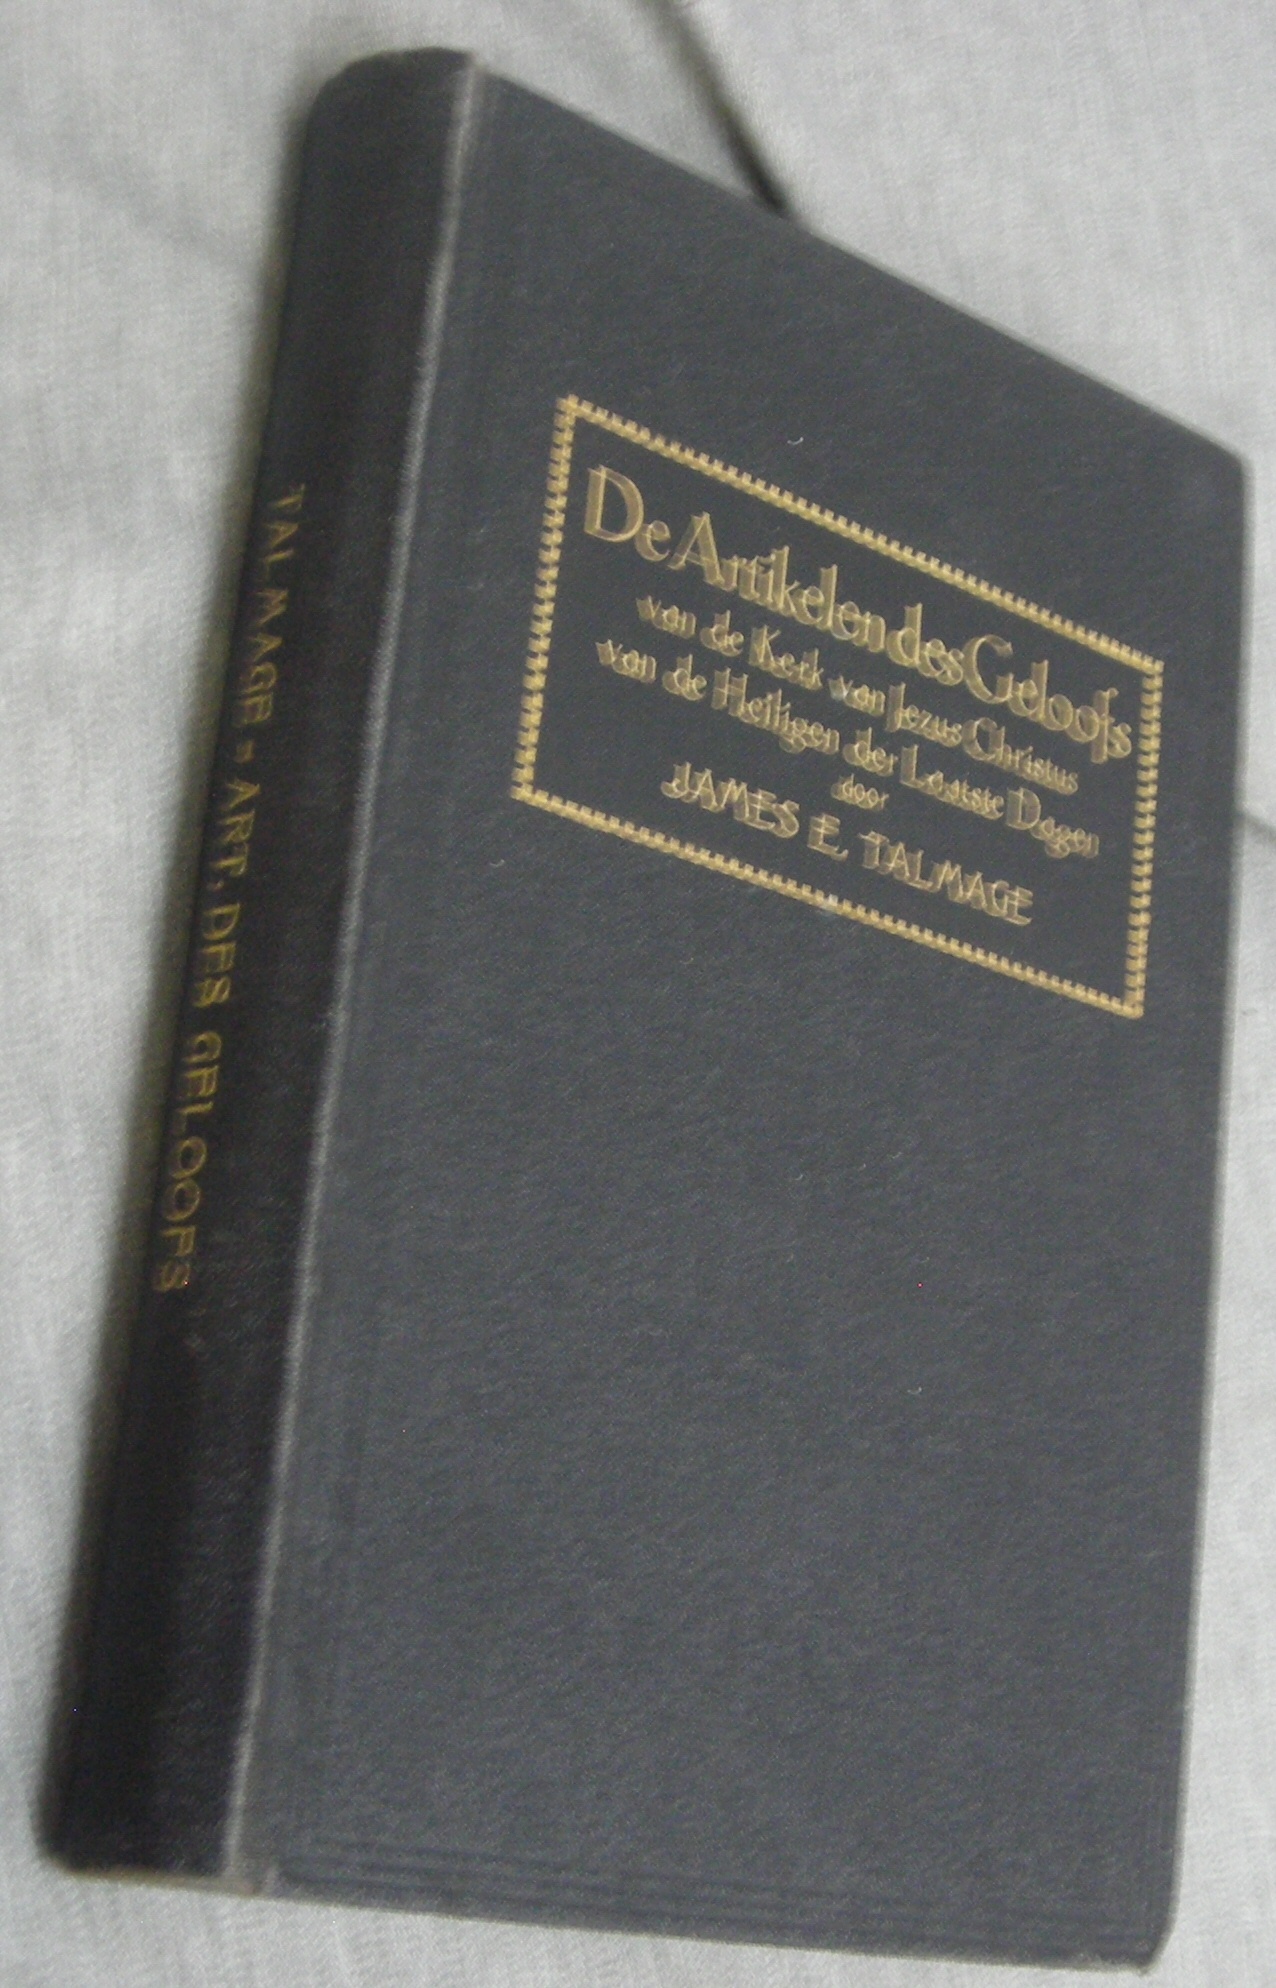 De Artikelen des Geloofs
van de Kerk van Jezus Christus
van de Heiligen der Laatste Dagen
door
JAMES E. TALMAGE
TALMAGE = ART. DES GELOOFS